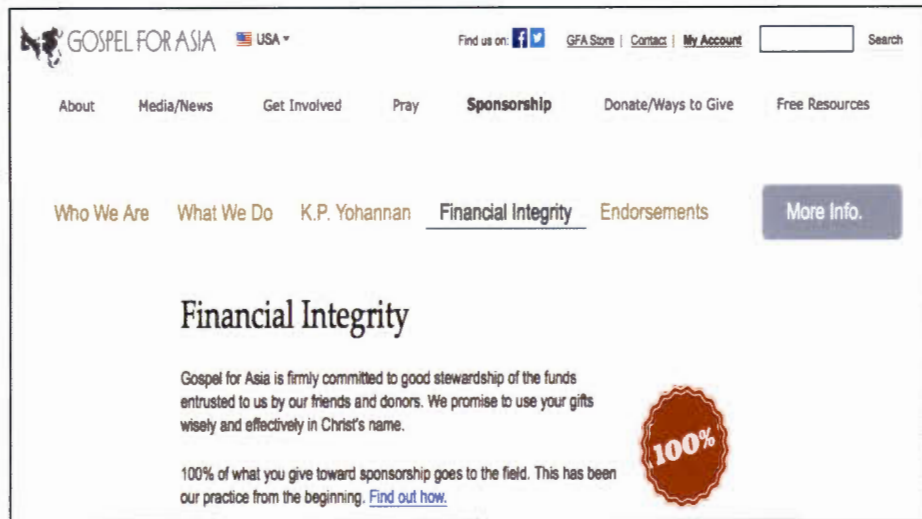 GOSPEL FOR ASIA USA Find us on: GFA Store | Contact | My Account Search
About Media/News Get Involved Pray Sponsorship Donate/Ways to Give Free Resources
Who We Are What We Do K.P. Yohannan Financial Integrity Endorsements More Info.
Financial Integrity
Gospel for Asia is firmly committed to good stewardship of the funds
entrusted to us by our friends and donors. We promise to use your gifts
wisely and effectively in Christ's name.
100%
100% of what you give toward sponsorship goes to the field. This has been
our practice from the beginning. Find out how.